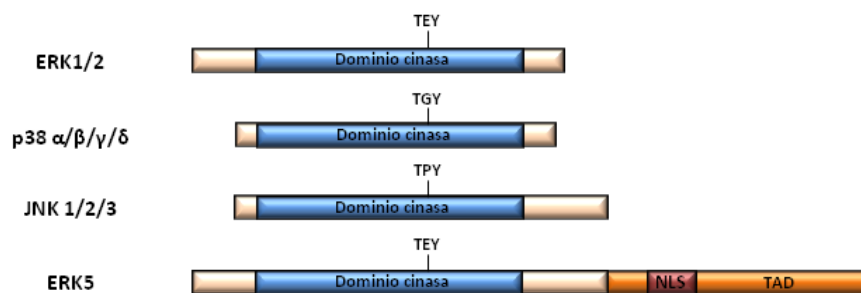 TEY
ERK1/2 Dominio cinasa
TGY
p38 α/β/γ/δ Dominio cinasa
TPY
JNK 1/2/3 Dominio cinasa
TEY
ERK5 Dominio cinasa NLS TAD